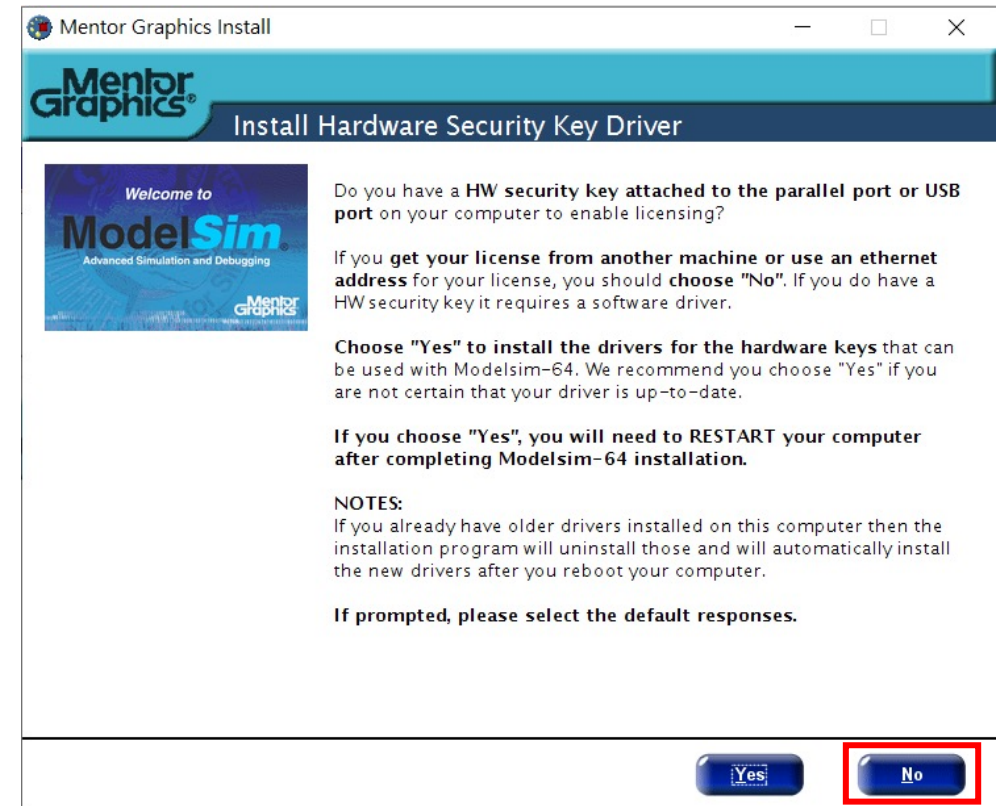 Mentor Graphics Install
Mentor
Graphics®
Install Hardware Security Key Driver
Welcome to
ModelSim®
Advanced Simulation and Debugging
Mentor
Graphics
Do you have a HW security key attached to the parallel port or USB
port on your computer to enable licensing?
If you get your license from another machine or use an ethernet
address for your license, you should choose "No". If you do have a
HW security key it requires a software driver.
Choose "Yes" to install the drivers for the hardware keys that can
be used with Modelsim-64. We recommend you choose "Yes" if you
are not certain that your driver is up-to-date.
If you choose "Yes", you will need to RESTART your computer
after completing Modelsim-64 installation.
NOTES:
If you already have older drivers installed on this computer then the
installation program will uninstall those and will automatically install
the new drivers after you reboot your computer.
If prompted, please select the default responses.
Yes
No